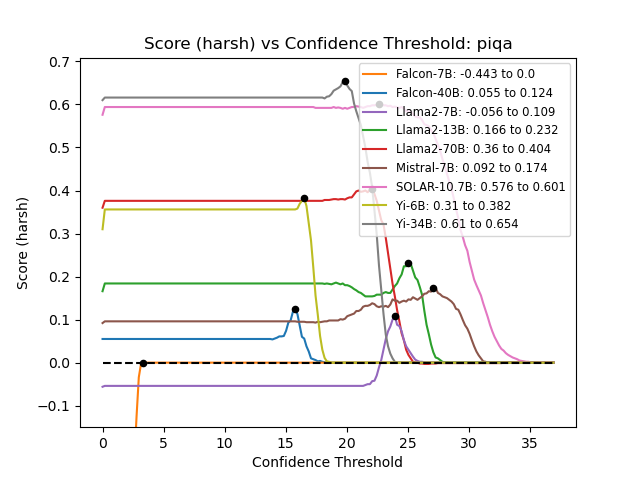 Score (harsh) vs Confidence Threshold: piqa
Score (harsh)
0.7
0.6
0.5
0.4
0.3
0.2
0.1
0.0
−0.1
Falcon-7B: -0.443 to 0.0
Falcon-40B: 0.055 to 0.124
Llama2-7B: -0.056 to 0.109
Llama2-13B: 0.166 to 0.232
Llama2-70B: 0.36 to 0.404
Mistral-7B: 0.092 to 0.174
SOLAR-10.7B: 0.576 to 0.601
Yi-6B: 0.31 to 0.382
Yi-34B: 0.61 to 0.654
0 5 10 15 20 25 30 35
Confidence Threshold